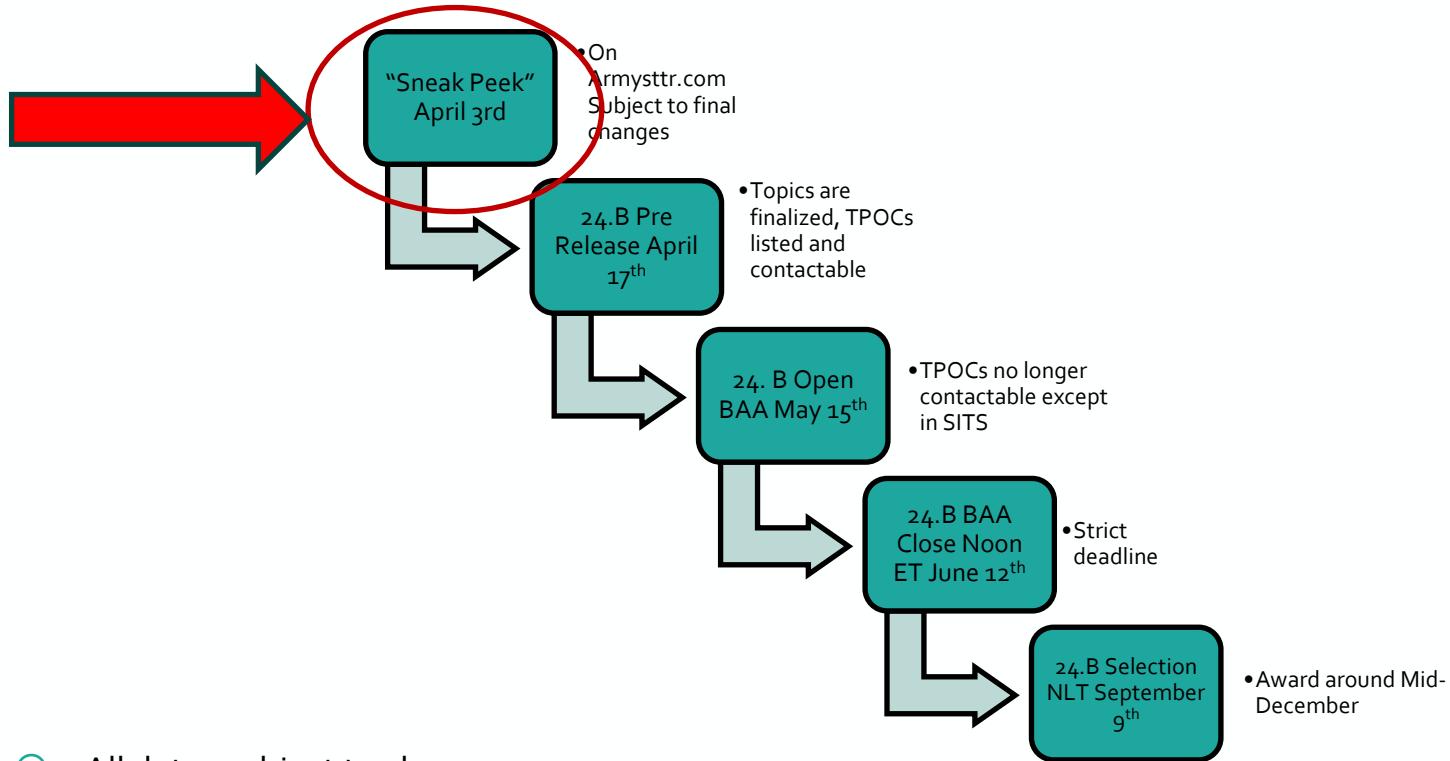 “Sneak Peek”
April 3rd
•On
Armysttr.com
Subject to final
changes
24.B Pre
Release April
17th
•Topics are
finalized, TPOCs
listed and
contactable
24. B Open
BAA May 15th
•TPOCs no longer
contactable except
in SITS
24.B BAA
Close Noon
ET June 12th
•Strict
deadline
24.B Selection
NLT September
9th
•Award around Mid-
December